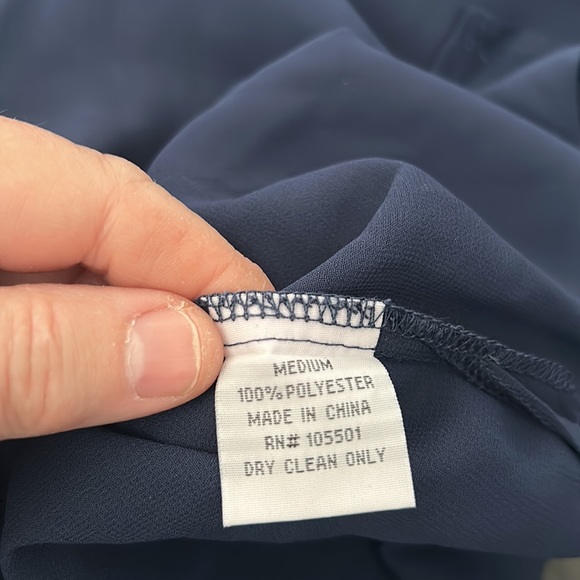 MEDIUM
100% POLYESTER
MADE IN CHINA
RN# 105501
DRY CLEAN ONLY